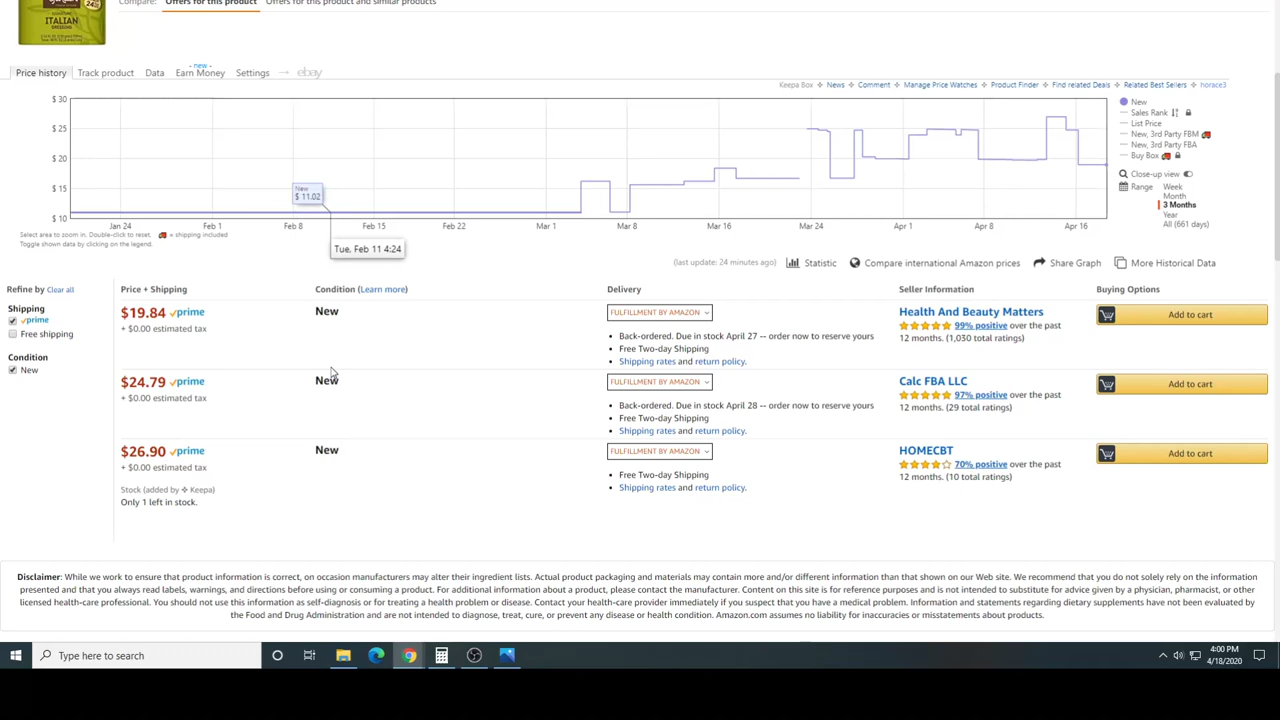 Compare: Offers for this product Offers for this product and similar products
ITALIAN
DRESSING
Price history Track product Data - new - Earn Money Settings ebay
Keepa Box News Comment Manage Price Watches Product Finder Find related Deals Related Best Sellers horace3
$ 30
$ 25
$ 20
$ 15
$ 10
New
$ 11.02
Jan 24 Feb 1 Feb 8 Feb 15 Feb 22 Mar 1 Mar 8 Mar 16 Mar 24 Apr 1 Apr 8 Apr 16
Tue, Feb 11 4:24
Select area to zoom in. Double-click to reset. = shipping included
Toggle shown data by clicking on the legend.
New
Sales Rank
List Price
New, 3rd Party FBM
New, 3rd Party FBA
Buy Box
Close-up view
Range Week
Month
3 Months
Year
All (661 days)
(last update: 24 minutes ago) Statistic Compare international Amazon prices Share Graph More Historical Data
Refine by Clear all
Shipping
prime
Free shipping
Condition
New
Price + Shipping Condition (Learn more) Delivery Seller Information Buying Options
$19.84 prime New FULFILLMENT BY AMAZON Health And Beauty Matters Add to cart
+ $0.00 estimated tax
• Back-ordered. Due in stock April 27 -- order now to reserve yours
• Free Two-day Shipping
• Shipping rates and return policy.
99% positive over the past
12 months. (1,030 total ratings)
$24.79 prime New FULFILLMENT BY AMAZON Calc FBA LLC Add to cart
+ $0.00 estimated tax
• Back-ordered. Due in stock April 28 -- order now to reserve yours
• Free Two-day Shipping
• Shipping rates and return policy.
97% positive over the past
12 months. (29 total ratings)
$26.90 prime New FULFILLMENT BY AMAZON HOMECBT Add to cart
+ $0.00 estimated tax
• Free Two-day Shipping
• Shipping rates and return policy.
70% positive over the past
12 months. (10 total ratings)
Stock (added by Keepa)
Only 1 left in stock.
Disclaimer: While we work to ensure that product information is correct, on occasion manufacturers may alter their ingredient lists. Actual product packaging and materials may contain more and/or different information than that shown on our Web site. We recommend that you do not solely rely on the information
presented and that you always read labels, warnings, and directions before using or consuming a product. For additional information about a product, please contact the manufacturer. Content on this site is for reference purposes and is not intended to substitute for advice given by a physician, pharmacist, or other
licensed health-care professional. You should not use this information as self-diagnosis or for treating a health problem or disease. Contact your health-care provider immediately if you suspect that you have a medical problem. Information and statements regarding dietary supplements have not been evaluated by
the Food and Drug Administration and are not intended to diagnose, treat, cure, or prevent any disease or health condition. Amazon.com assumes no liability for inaccuracies or misstatements about products.
Type here to search
4:00 PM
4/18/2020